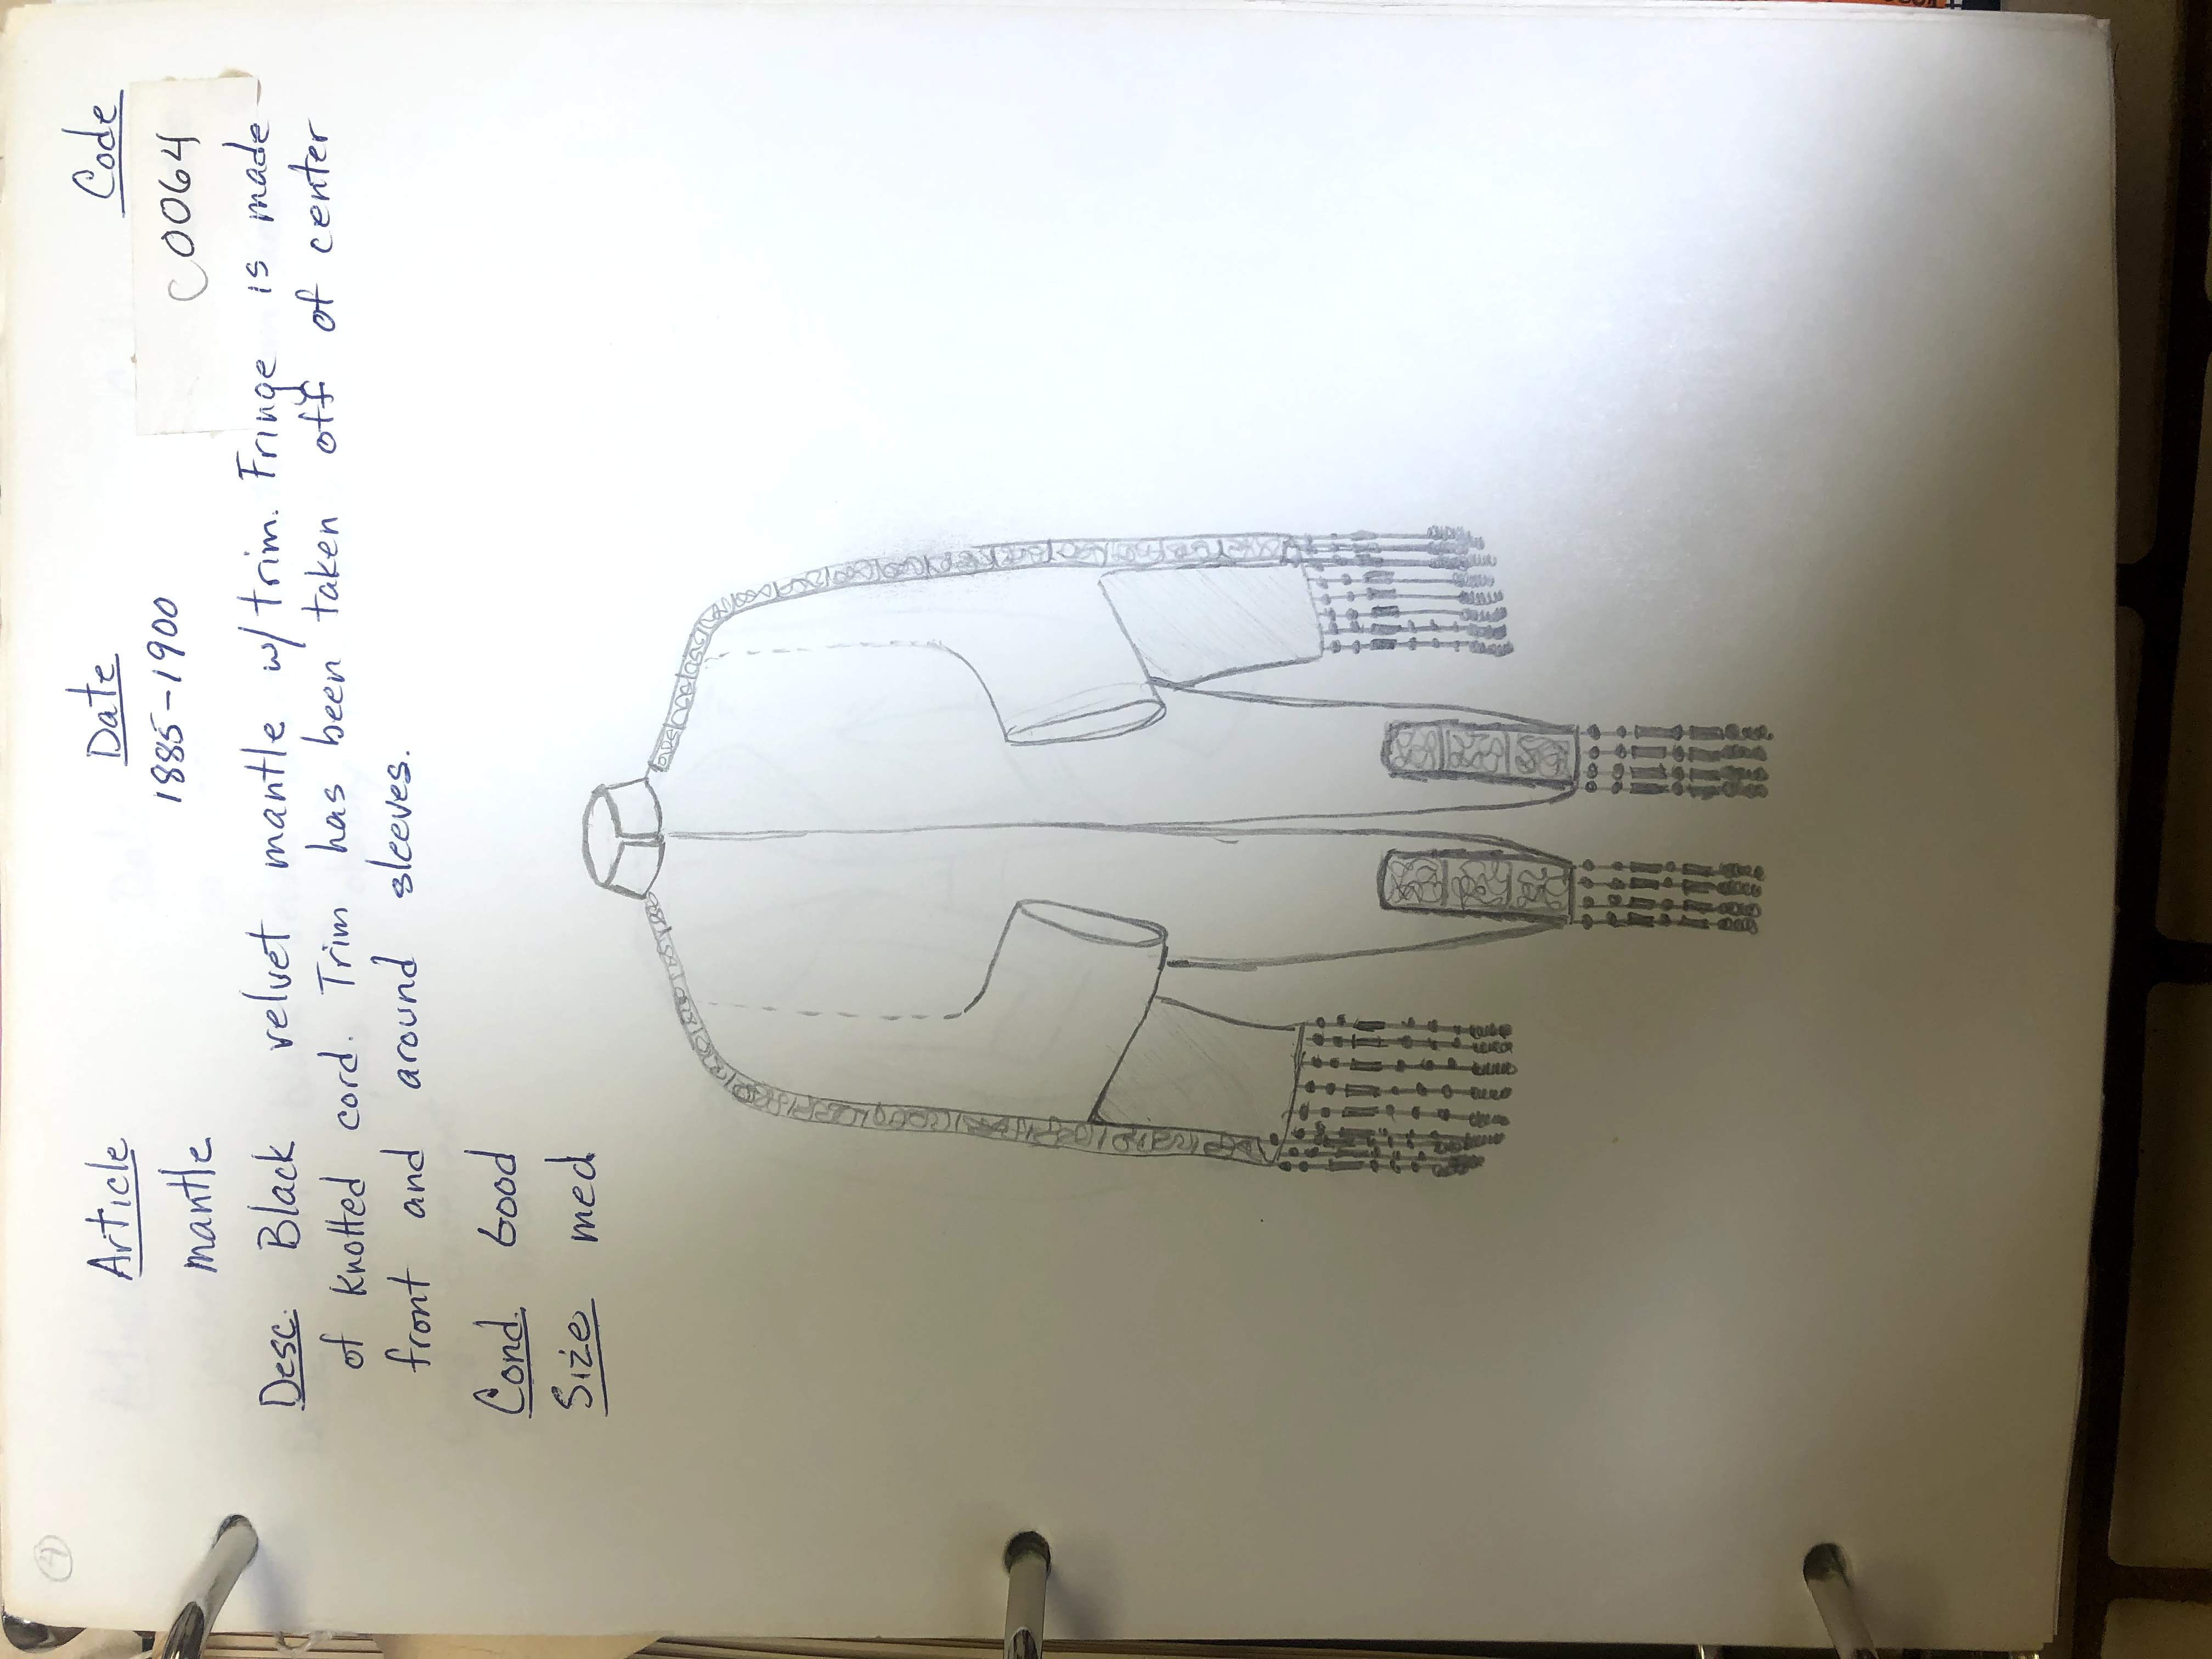 4
Article Date Code
mantle 1885-1900 C0064
Desc. Black velvet mantle w/ trim. Fringe is made
of knotted cord. Trim has been taken off of center
front and around sleeves.
Cond. Good
Size med